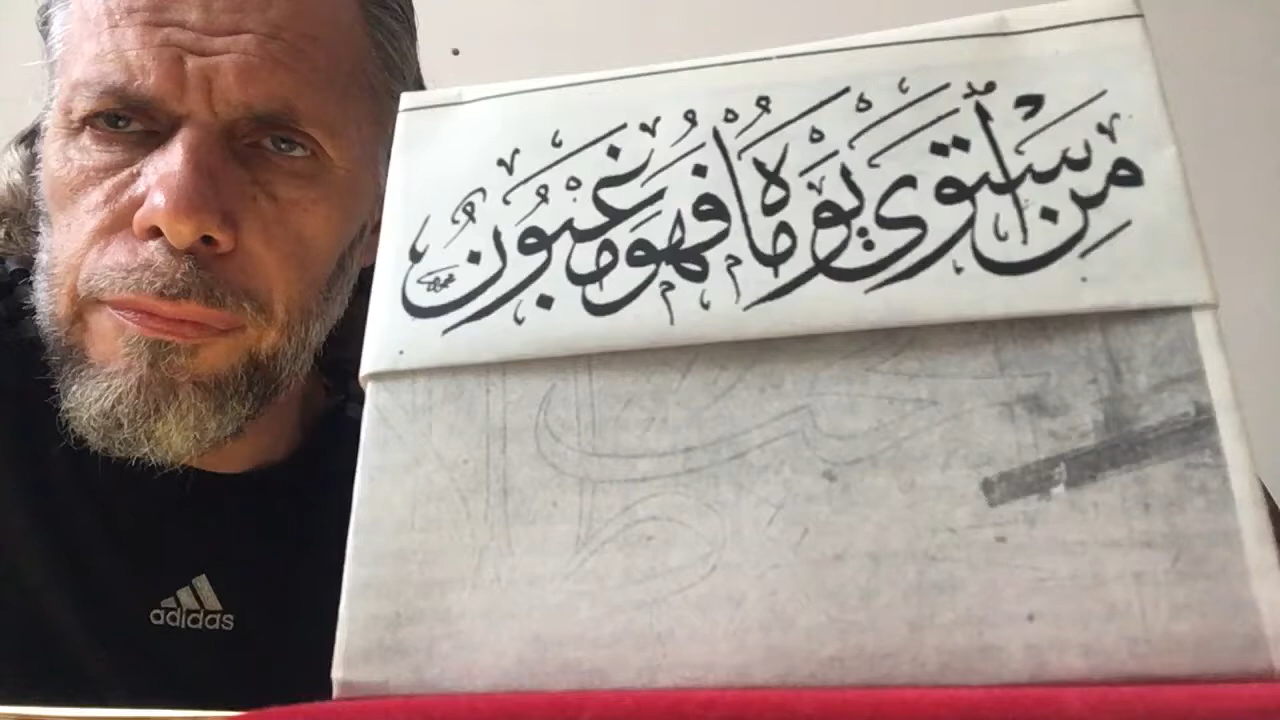 من استوى يوماه فهو مغبون
adidas